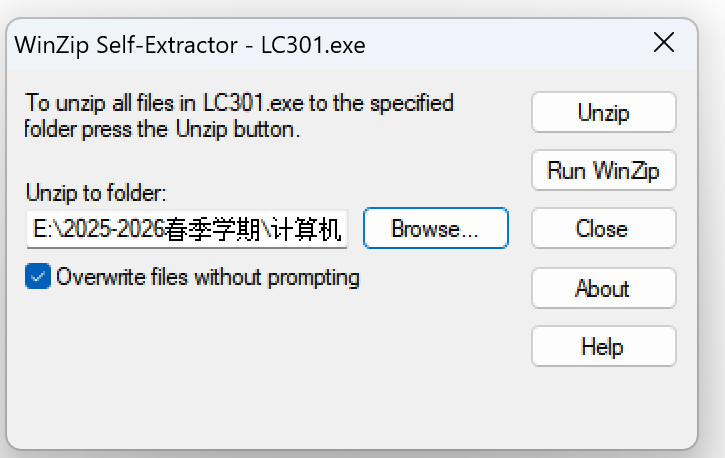 WinZip Self-Extractor - LC301.exe
To unzip all files in LC301.exe to the specified
folder press the Unzip button.
Unzip
Run WinZip
Unzip to folder:
E:\2025-2026春季学期\计算机
Browse...
Close
Overwrite files without prompting
About
Help